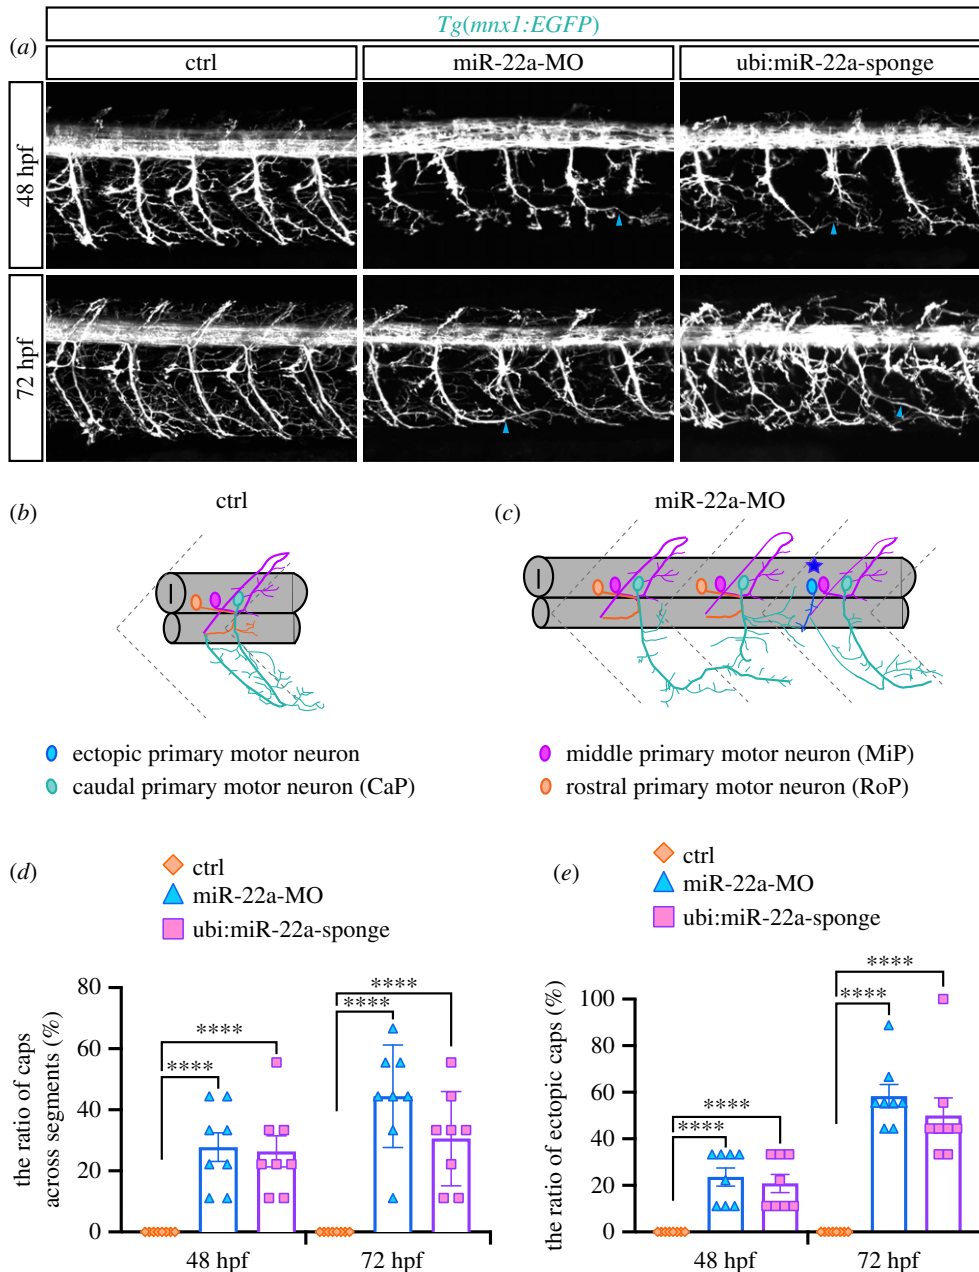 Tg(mnx1:EGFP)
(a)
ctrl
miR-22a-MO
ubi:miR-22a-sponge
48 hpf
72 hpf
(b)
ctrl
(c)
miR-22a-MO
ectopic primary motor neuron
caudal primary motor neuron (CaP)
middle primary motor neuron (MiP)
rostral primary motor neuron (RoP)
(d)
ctrl
miR-22a-MO
ubi:miR-22a-sponge
the ratio of caps
across segments (%)
80
60
40
20
0
****
****
****
****
48 hpf
72 hpf
(e)
ctrl
miR-22a-MO
ubi:miR-22a-sponge
the ratio of ectopic caps (%)
100
80
60
40
20
0
****
****
****
****
48 hpf
72 hpf